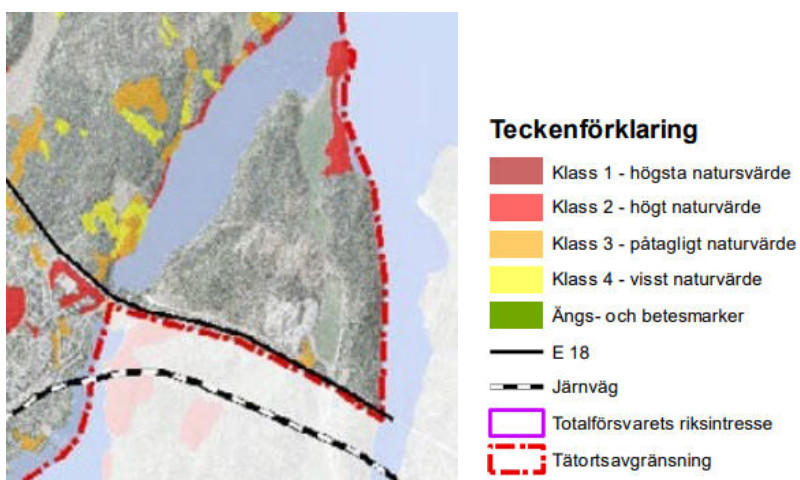 Teckenförklaring
Klass 1 - högsta natursvärde
Klass 2 - högt naturvärde
Klass 3 - påtagligt naturvärde
Klass 4 - visst naturvärde
Ängs- och betesmarker
E 18
Järnväg
Totalförsvarets riksintresse
Tätortsavgränsning